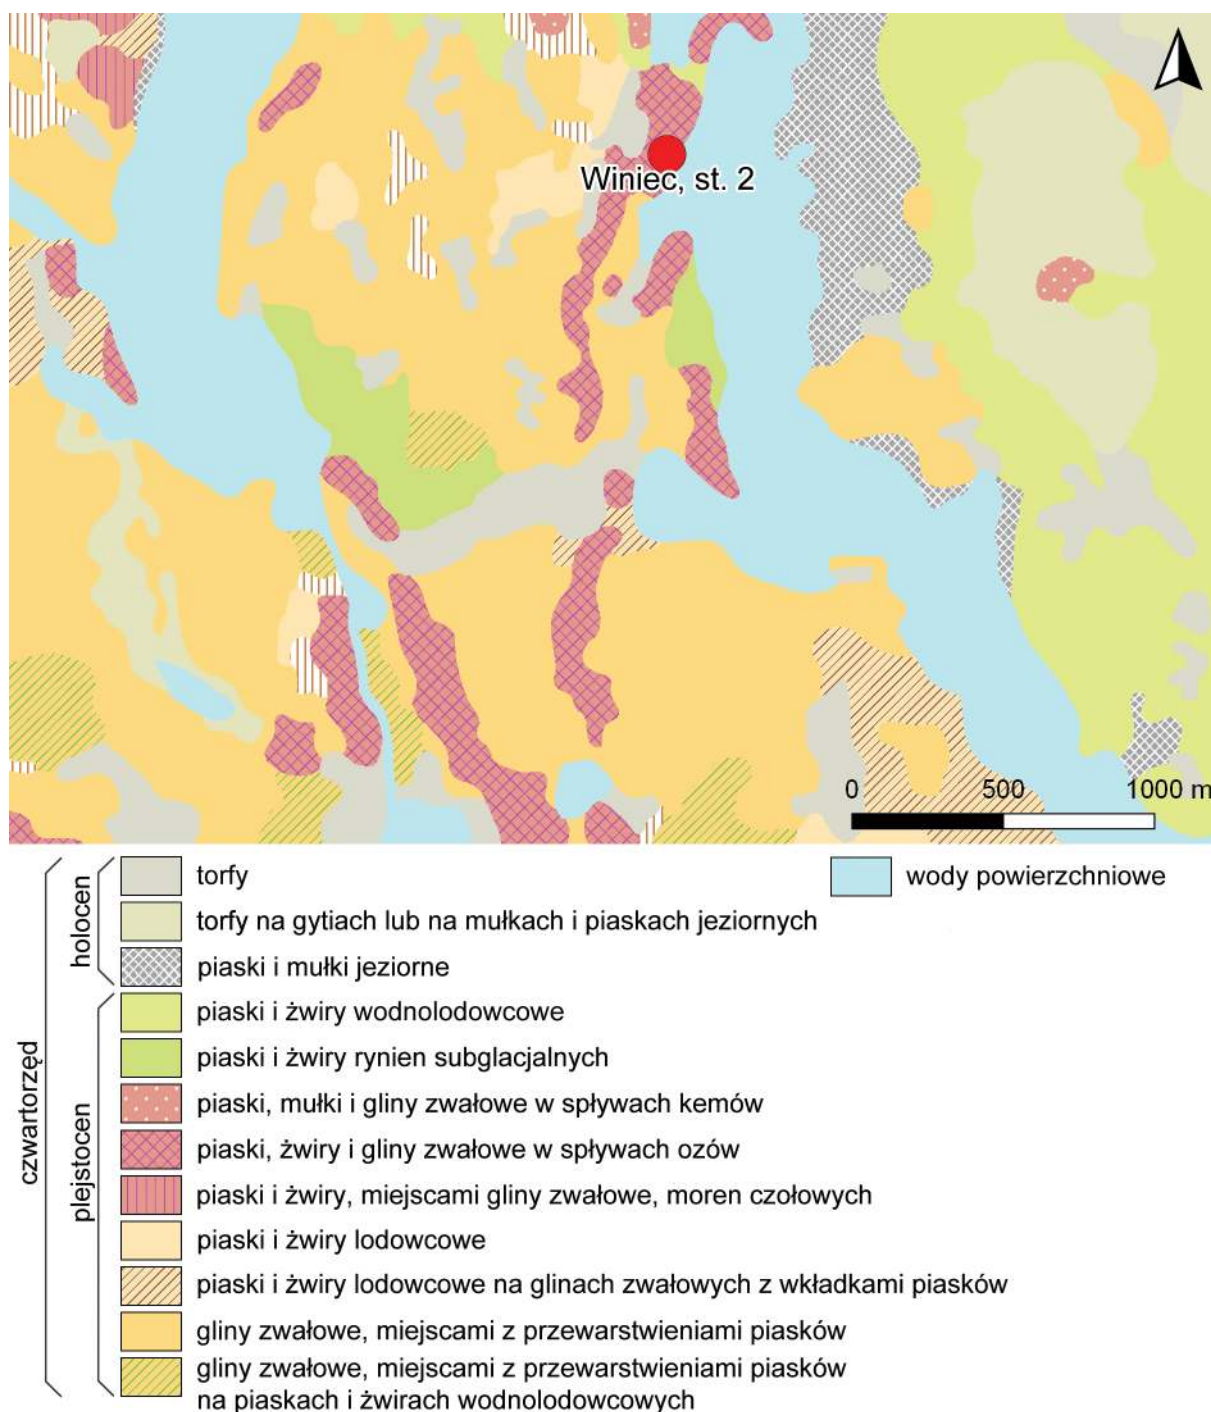 Winiec, st. 2
0 500 1000 m
torfy
wody powierzchniowe
torfy na gytiach lub na mułkach i piaskach jeziornych
piaski i mułki jeziorne
holocen
piaski i żwiry wodnolodowcowe
piaski i żwiry rynien subglacjalnych
piaski, mułki i gliny zwałowe w spływach kemów
piaski, żwiry i gliny zwałowe w spływach ozów
piaski i żwiry, miejscami gliny zwałowe, moren czołowych
piaski i żwiry lodowcowe
piaski i żwiry lodowcowe na glinach zwałowych z wkładkami piasków
gliny zwałowe, miejscami z przewarstwieniami piasków
gliny zwałowe, miejscami z przewarstwieniami piasków
na piaskach i żwirach wodnolodowcowych
plejstocen
czwartorzęd